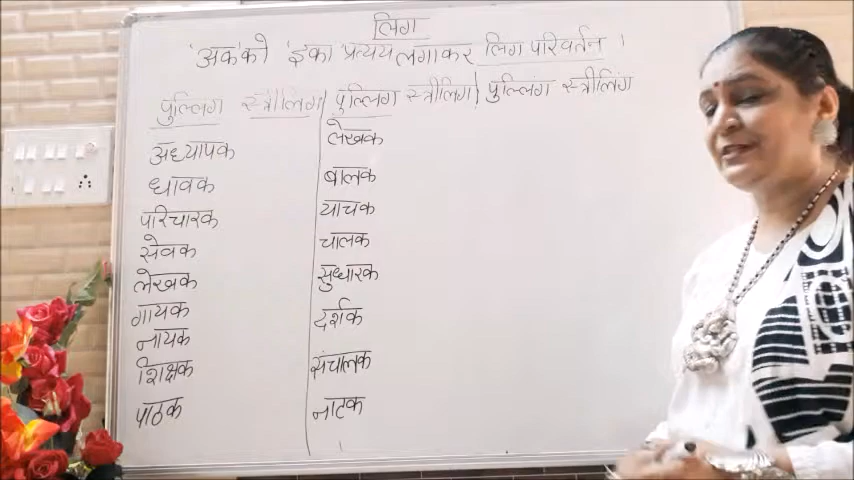 लिंग
'अक' को 'इका' प्रत्यय लगाकर लिंग परिवर्तन ।
पुल्लिंग स्त्रीलिंग पुल्लिंग स्त्रीलिंग पुल्लिंग स्त्रीलिंग
अध्यापक
धावक
परिचारक
सेवक
लेखक
गायक
नायक
शिक्षक
पाठक
लेखक
बालक
याचक
चालक
सुधारक
दर्शक
संचालक
नाटक